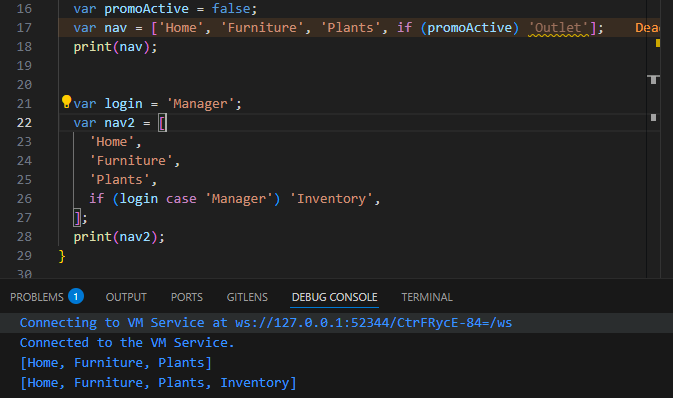 16 var promoActive = false;
17 var nav = ['Home', 'Furniture', 'Plants', if (promoActive) 'Outlet']; Dea
18 print(nav);
19
20
21 var login = 'Manager';
22 var nav2 = [
23 'Home',
24 'Furniture',
25 'Plants',
26 if (login case 'Manager') 'Inventory',
27 ];
28 print(nav2);
29 }
30
PROBLEMS 1 OUTPUT PORTS GITLENS DEBUG CONSOLE TERMINAL
Connecting to VM Service at ws://127.0.0.1:52344/CtrFRycE-84=/ws
Connected to the VM Service.
[Home, Furniture, Plants]
[Home, Furniture, Plants, Inventory]